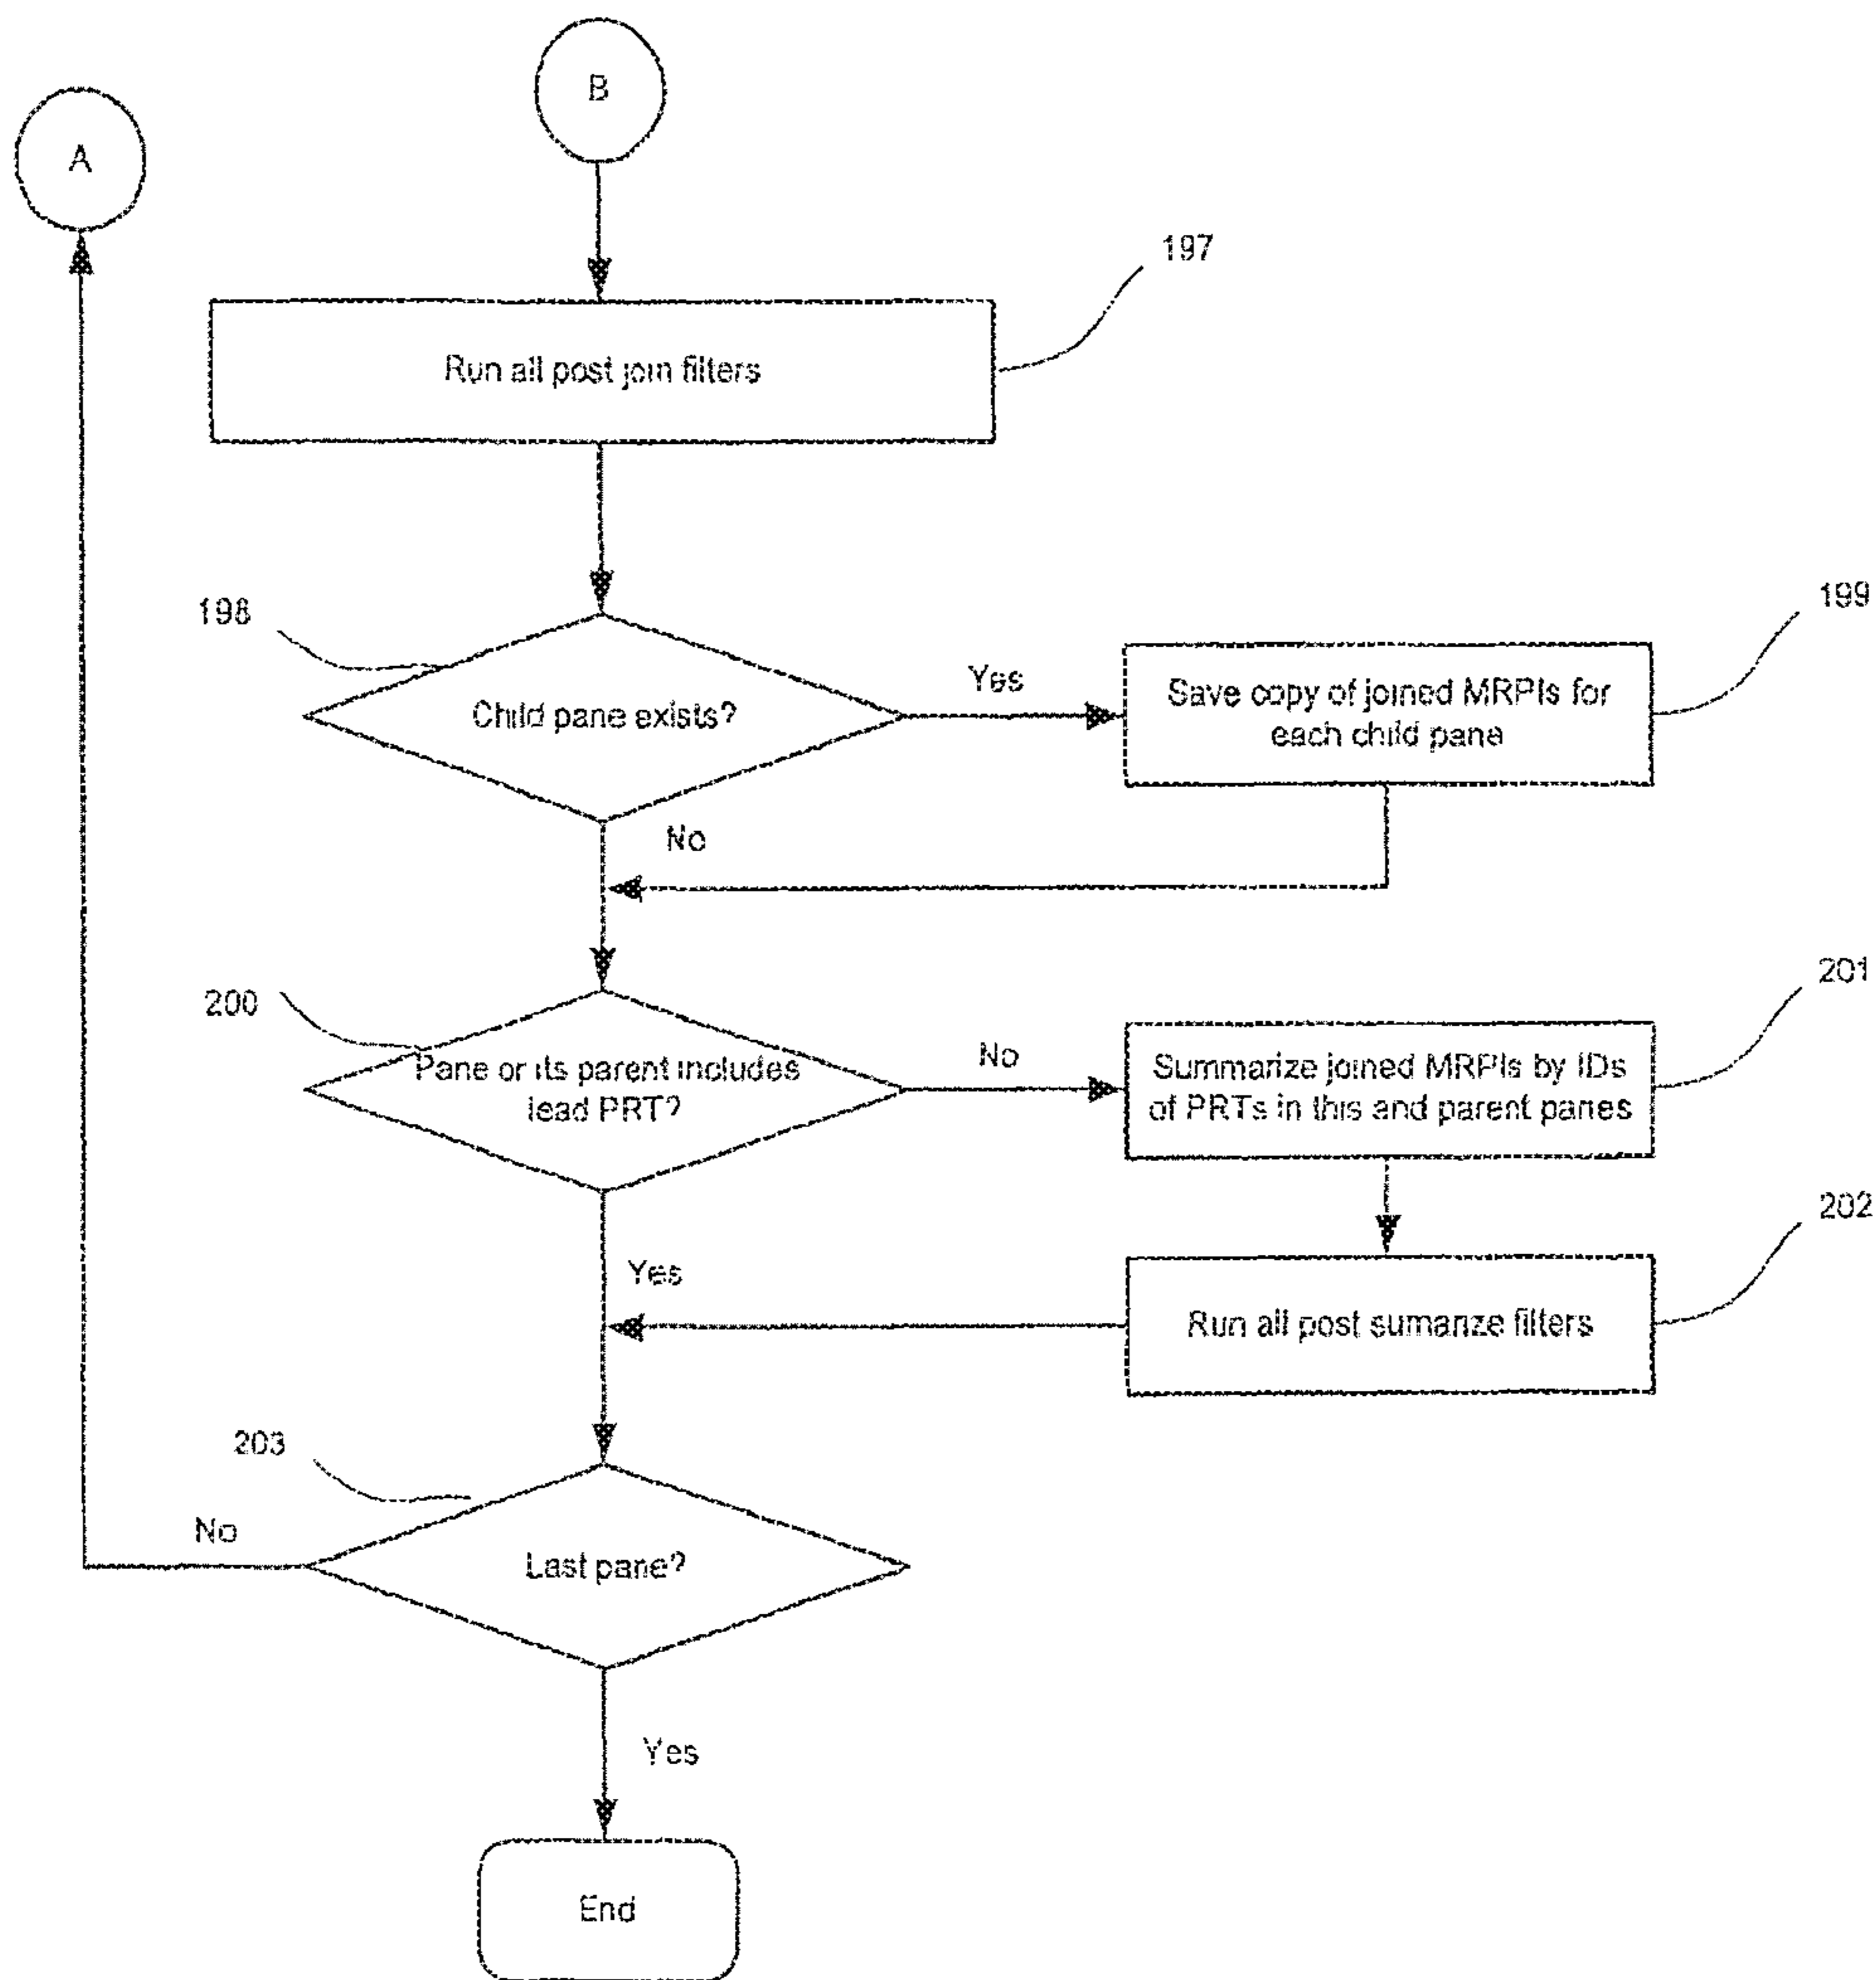 B
A
197
Run all post join filters
198
199
Child pane exists?
Yes
Save copy of joined MRPIs for
each child pane
No
200
201
Pane or its parent includes
lead PRT?
No
Summarize joined MRPIs by IDs
of PRTs in this and parent panes
202
Yes
Run all post sumarize filters
203
No
Last pane?
Yes
End